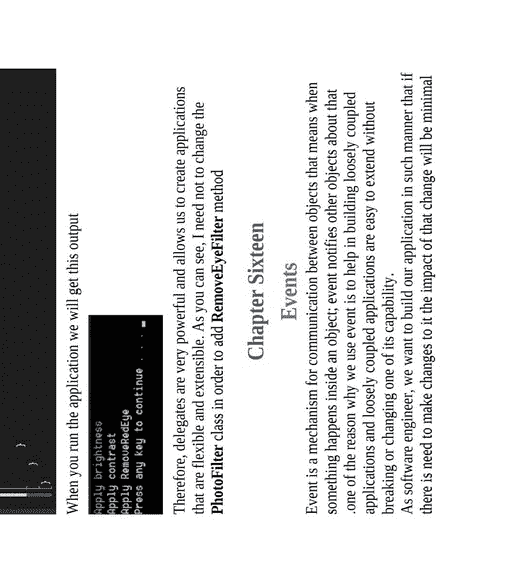 }
}
}
When you run the application we will get this output
Apply brightness
Apply contrast
Apply RemoveRedEye
Press any key to continue . . .
Therefore, delegates are very powerful and allows us to create applications
that are flexible and extensible. As you can see, I need not to change the
PhotoFilter class in order to add RemoveEyeFilter method
Chapter Sixteen
Events
Event is a mechanism for communication between objects that means when
something happens inside an object; event notifies other objects about that
.one of the reason why we use event is to help in building loosely coupled
applications and loosely coupled applications are easy to extend without
breaking or changing one of its capability.
As software engineer, we want to build our application in such manner that if
there is need to make changes to it the impact of that change will be minimal